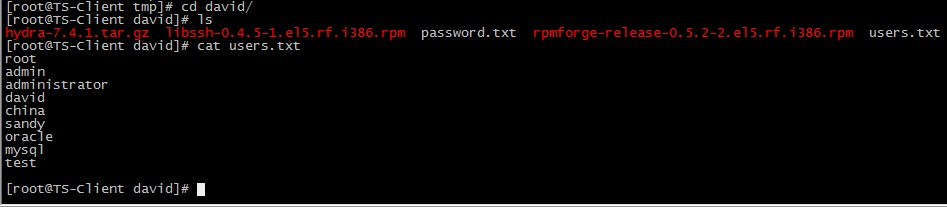 [root@TS-Client tmp]# cd david/
[root@TS-Client david]# ls
hydra-7.4.1.tar.gz  libssh-0.4.5-1.el5.rf.i386.rpm  password.txt  rpmforge-release-0.5.2-2.el5.rf.i386.rpm  users.txt
[root@TS-Client david]# cat users.txt
root
admin
administrator
david
china
sandy
oracle
mysql
test
[root@TS-Client david]#